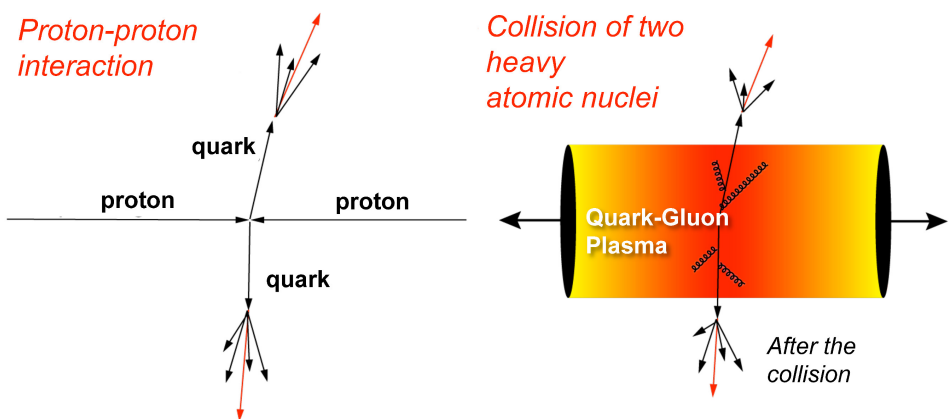 Proton-proton
interaction
quark
proton
proton
quark
Collision of two
heavy
atomic nuclei
Quark-Gluon
Plasma
After the
collision